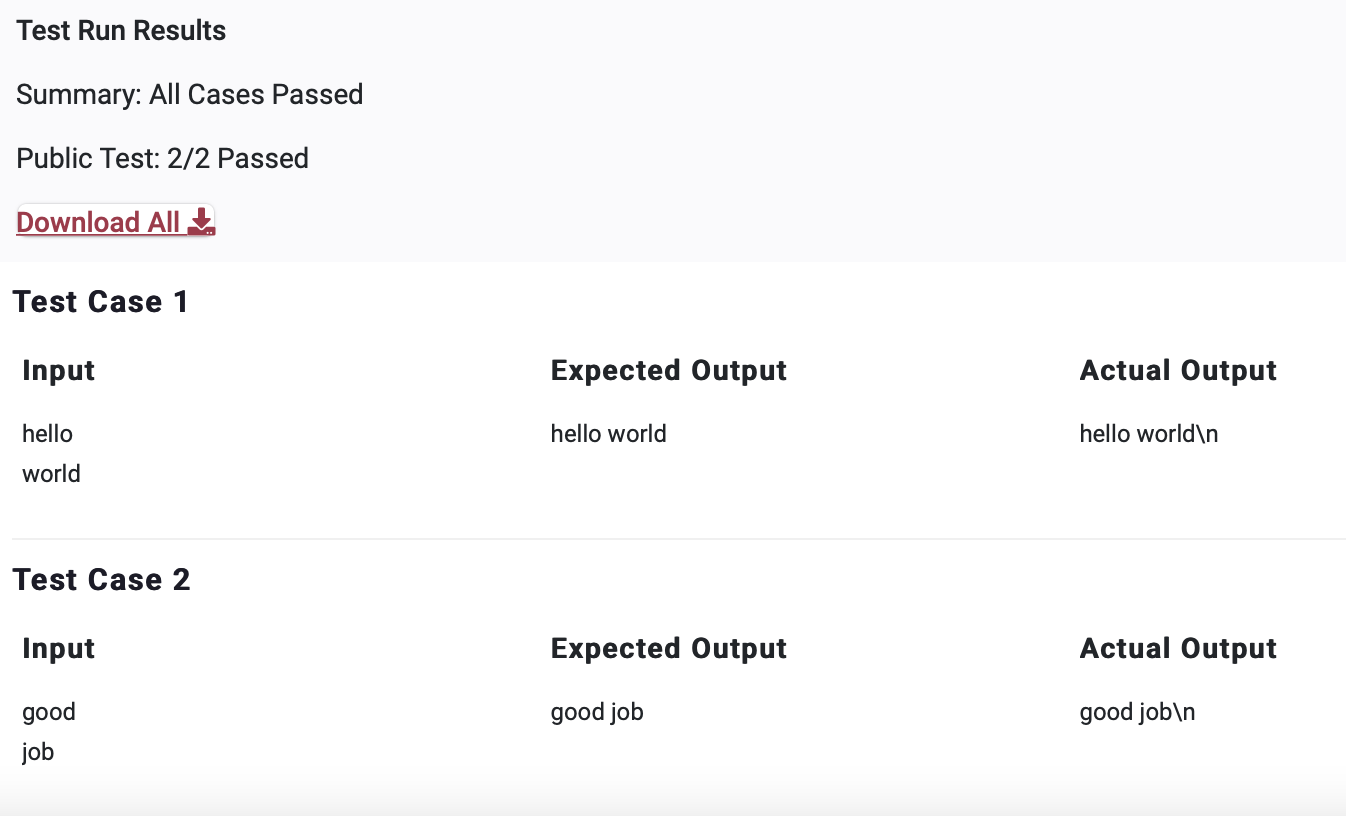 Test Run Results
Summary: All Cases Passed
Public Test: 2/2 Passed
Download All
Test Case 1
Input Expected Output Actual Output
hello hello world hello world\n
world
Test Case 2
Input Expected Output Actual Output
good good job good job\n
job